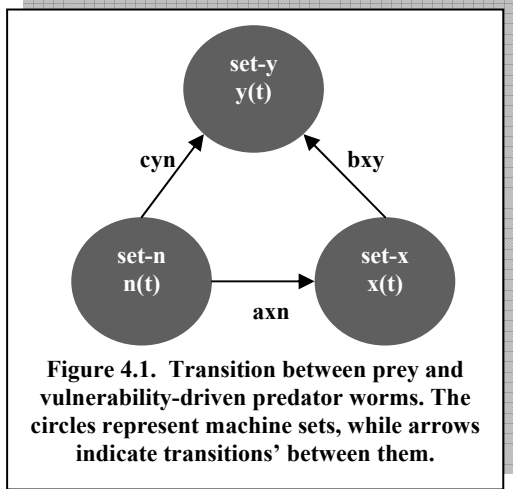 set-y
y(t)
cyn
bxy
set-n
n(t)
set-x
x(t)
axn
Figure 4.1. Transition between prey and
vulnerability-driven predator worms. The
circles represent machine sets, while arrows
indicate transitions’ between them.